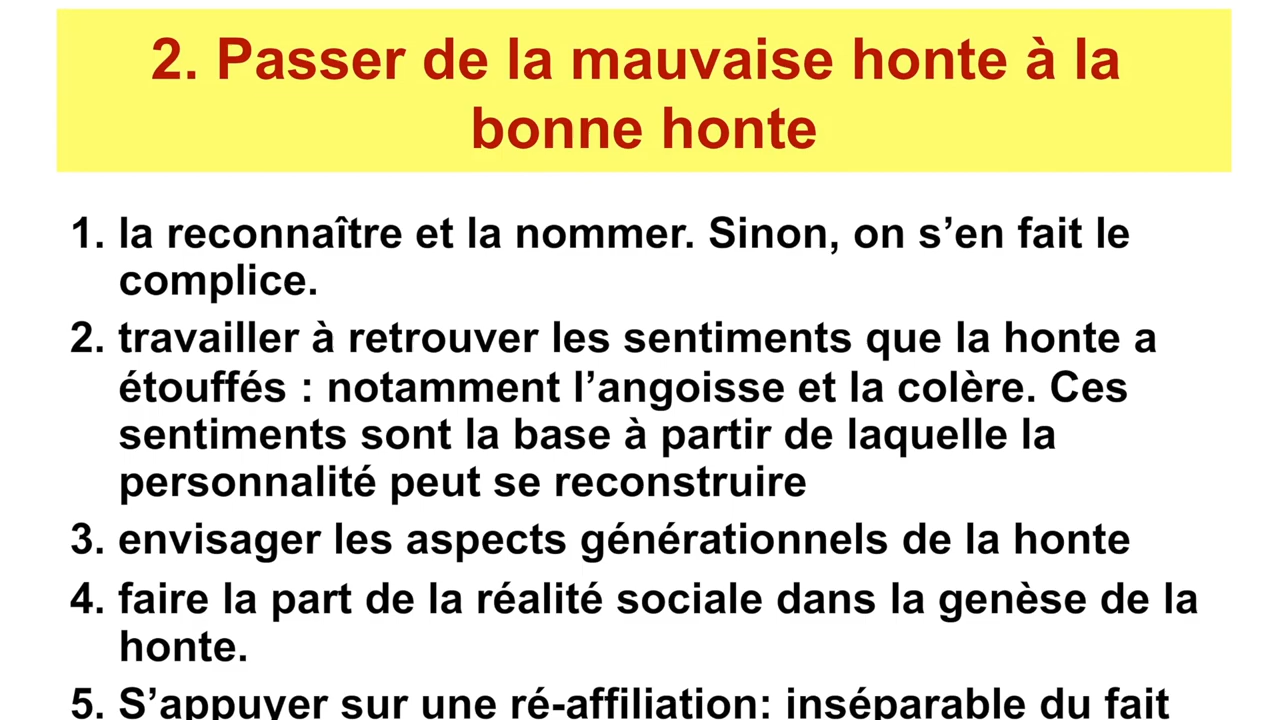 2. Passer de la mauvaise honte à la
bonne honte
1. la reconnaître et la nommer. Sinon, on s’en fait le
complice.
2. travailler à retrouver les sentiments que la honte a
étouffés : notamment l’angoisse et la colère. Ces
sentiments sont la base à partir de laquelle la
personnalité peut se reconstruire
3. envisager les aspects générationnels de la honte
4. faire la part de la réalité sociale dans la genèse de la
honte.
5. S’appuyer sur une ré-affiliation: inséparable du fait